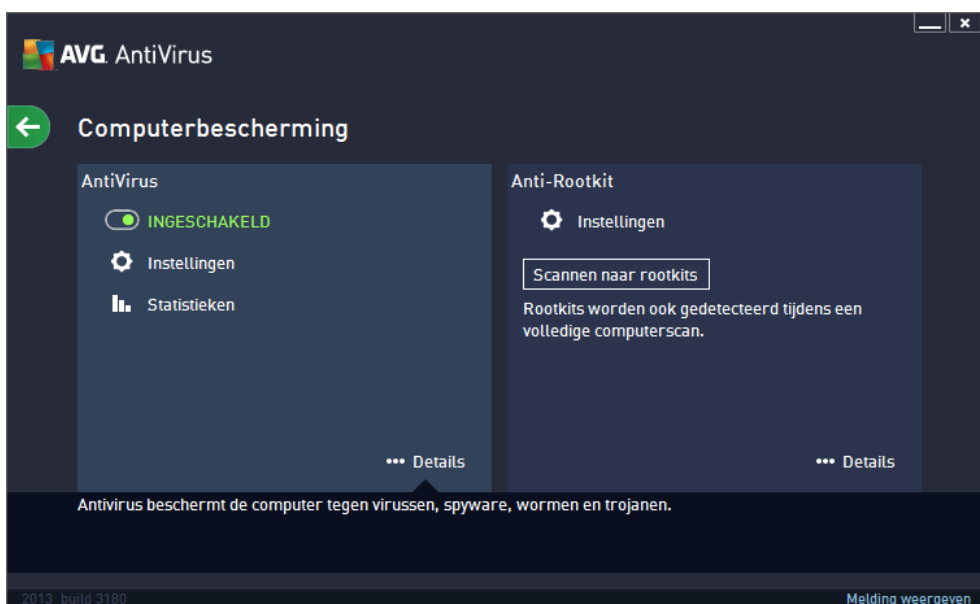 AVG. AntiVirus
Computerbescherming
AntiVirus
INGESCHAKELD
Instellingen
Statistieken
••• Details
Anti-Rootkit
Instellingen
Scannen naar rootkits
Rootkits worden ook gedetecteerd tijdens een
volledige computerscan.
••• Details
Antivirus beschermt de computer tegen virussen, spyware, wormen en trojanen.
2013 build 3180
Melding weergeven